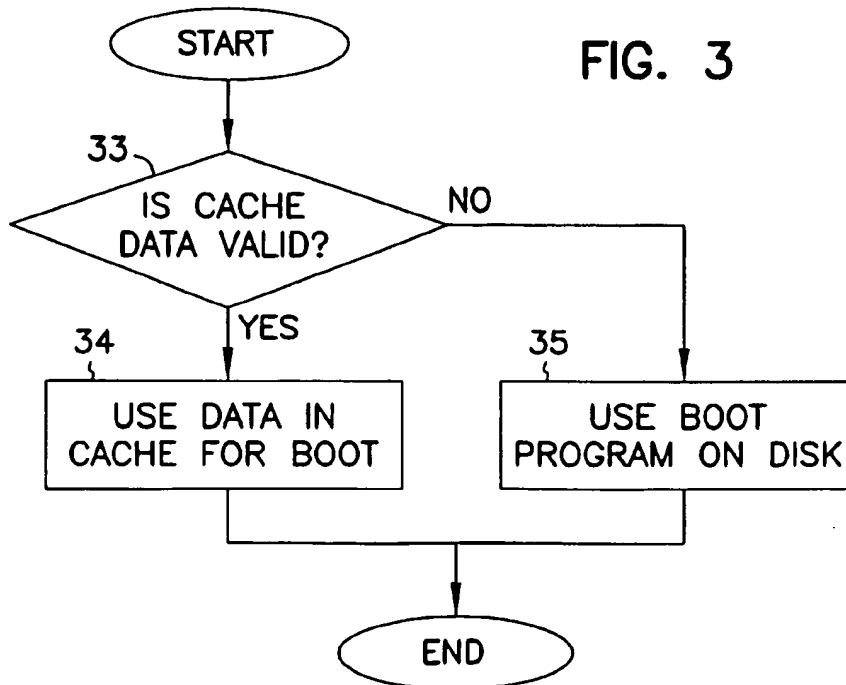 START
FIG. 3
33
IS CACHE
DATA VALID?
NO
YES
34
USE DATA IN
CACHE FOR BOOT
35
USE BOOT
PROGRAM ON DISK
END